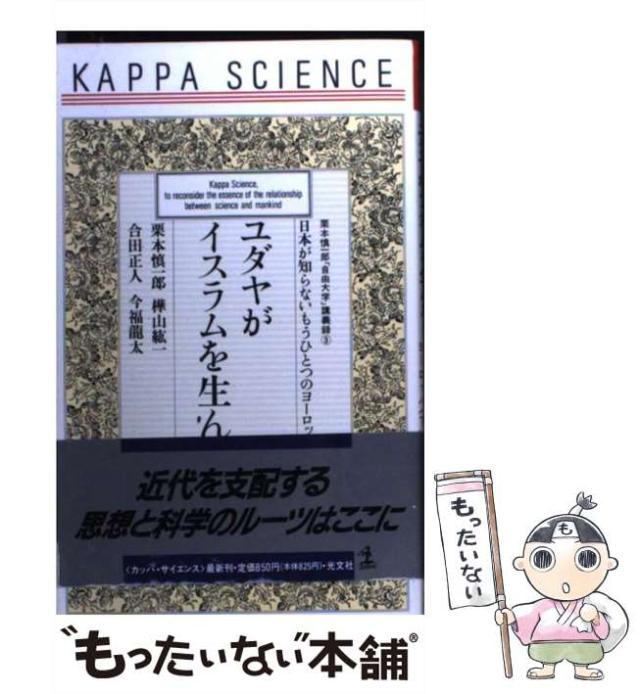 KAPPA SCIENCE
Kappa Science,
to reconsider the essence of the relationship
between science and mankind
栗本慎一郎「自由大学」講義録③
日本が知らないもうひとつのヨーロッ
ユダヤが
イスラムを生ん
栗本慎一郎 樺山紘一
合田正人 今福龍太
近代を支配する
思想と科学のルーツはここに
〈カッパ・サイエンス〉最新刊・定価850円(本体825円)・光文社
も
もったいない
"もったいない"本舗®